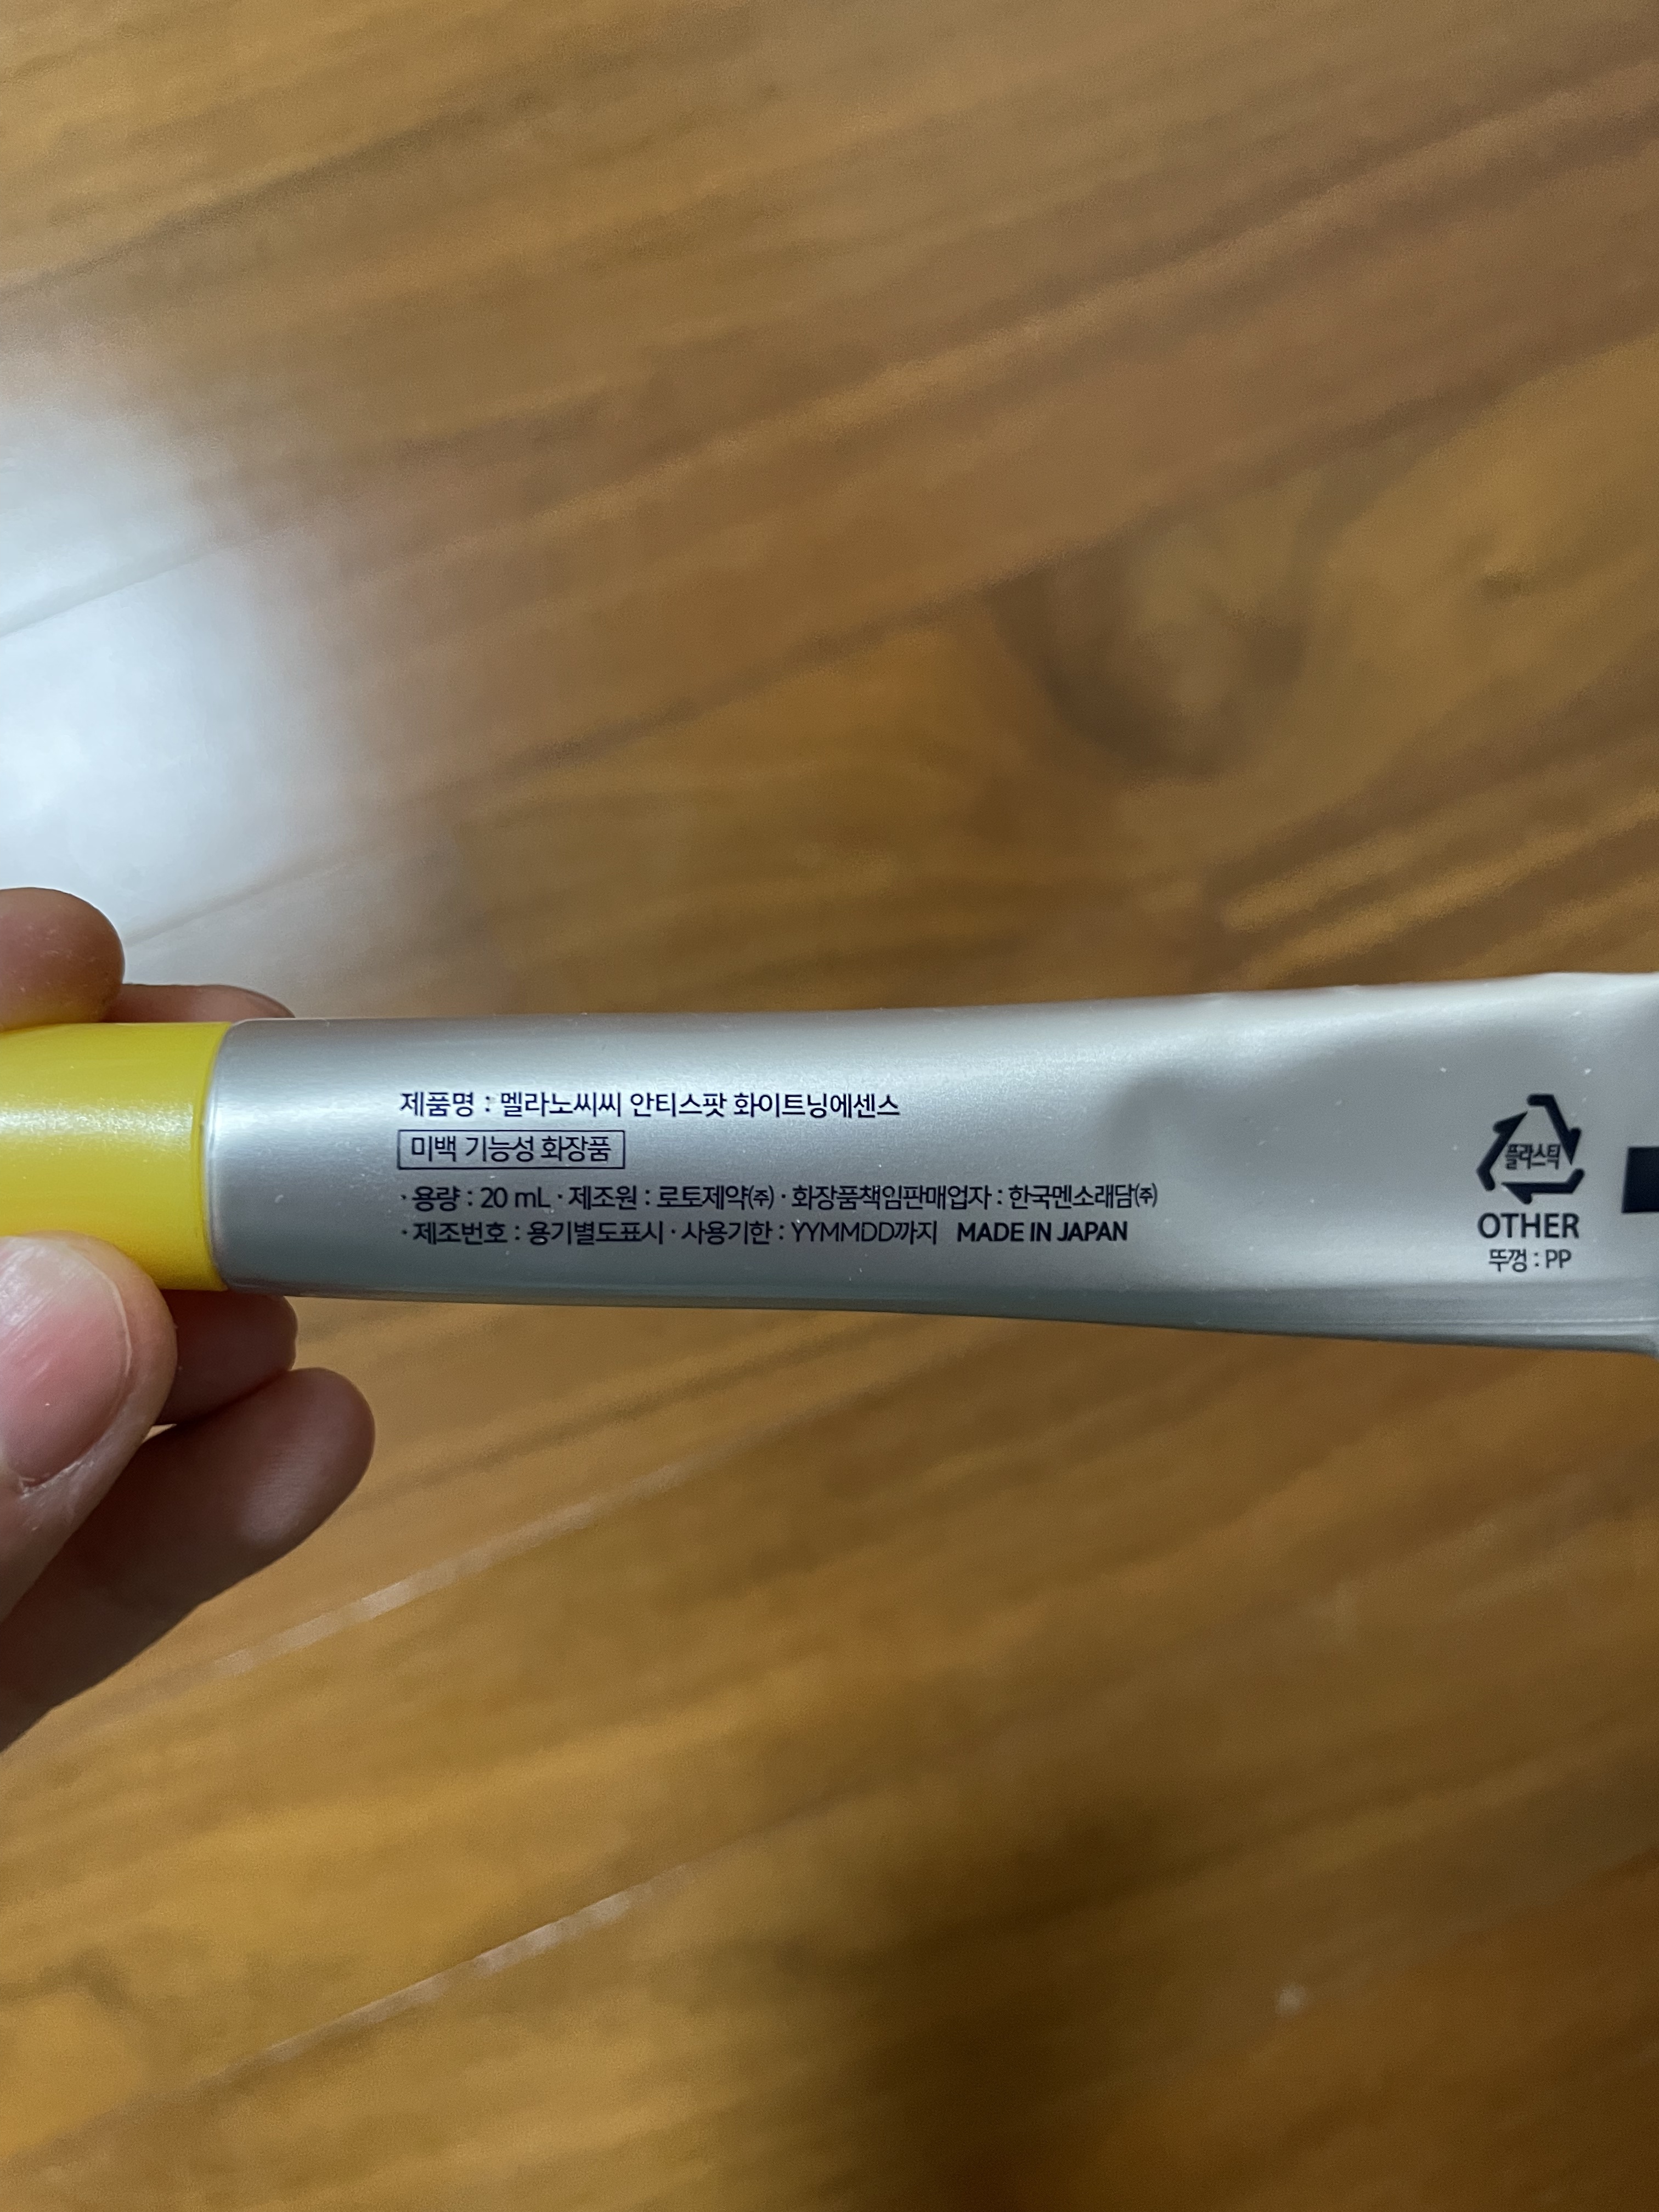 제품명 : 멜라노씨씨 안티스팟 화이트닝에센스
미백 기능성 화장품
· 용량 : 20 mL · 제조원 : 로토제약㈜ · 화장품책임판매업자 : 한국멘소래담㈜
· 제조번호 : 용기별도표시 · 사용기한 : YYMMDD까지 MADE IN JAPAN
플라스틱
OTHER
뚜껑 : PP